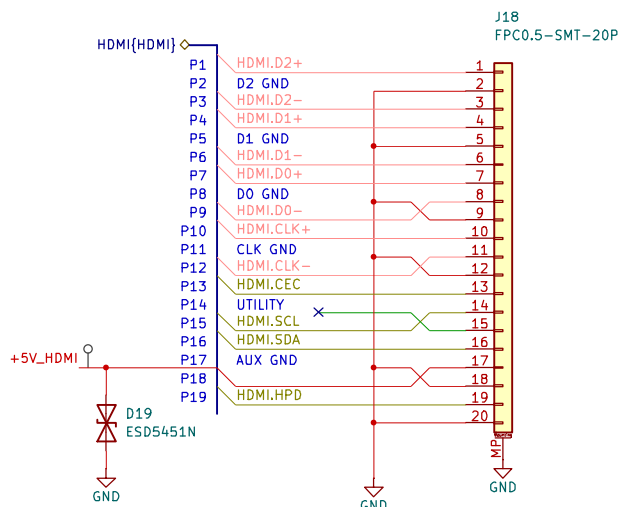 J18
FPC0.5-SMT-20P
HDMI{HDMI}
P1 HDMI.D2+ 1
P2 D2 GND 2
P3 HDMI.D2- 3
P4 HDMI.D1+ 4
P5 D1 GND 5
P6 HDMI.D1- 6
P7 HDMI.D0+ 7
P8 D0 GND 8
P9 HDMI.D0- 9
P10 HDMI.CLK+ 10
P11 CLK GND 11
P12 HDMI.CLK- 12
P13 HDMI.CEC 13
P14 UTILITY 14
P15 HDMI.SCL 15
P16 HDMI.SDA 16
+5V_HDMI P17 AUX GND 17
P18 18
P19 HDMI.HPD 19
20
D19
ESD5451N
MP
GND
GND
GND